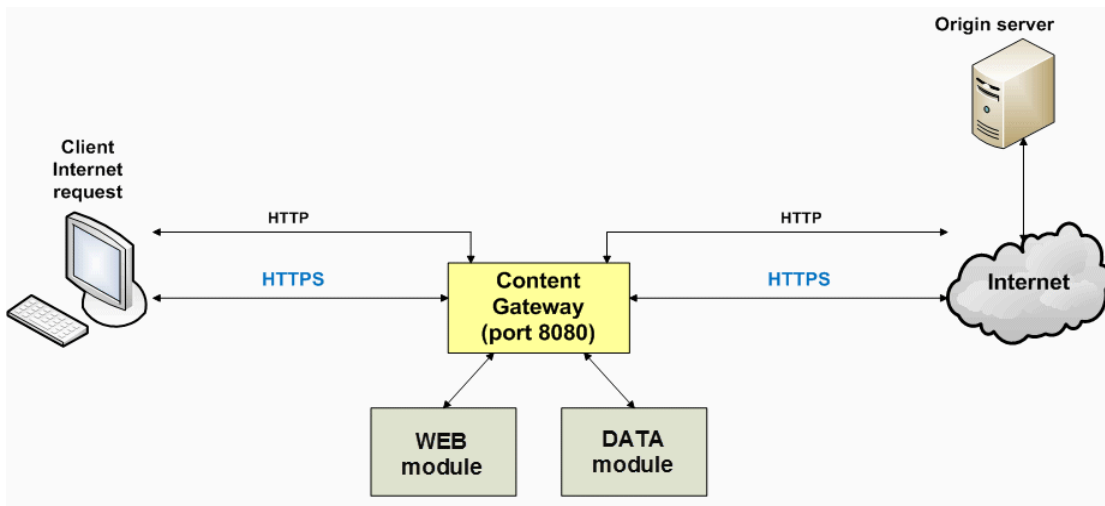 Origin server
Client
Internet
request
HTTP
HTTP
HTTPS
HTTPS
Content
Gateway
(port 8080)
Internet
WEB
module
DATA
module